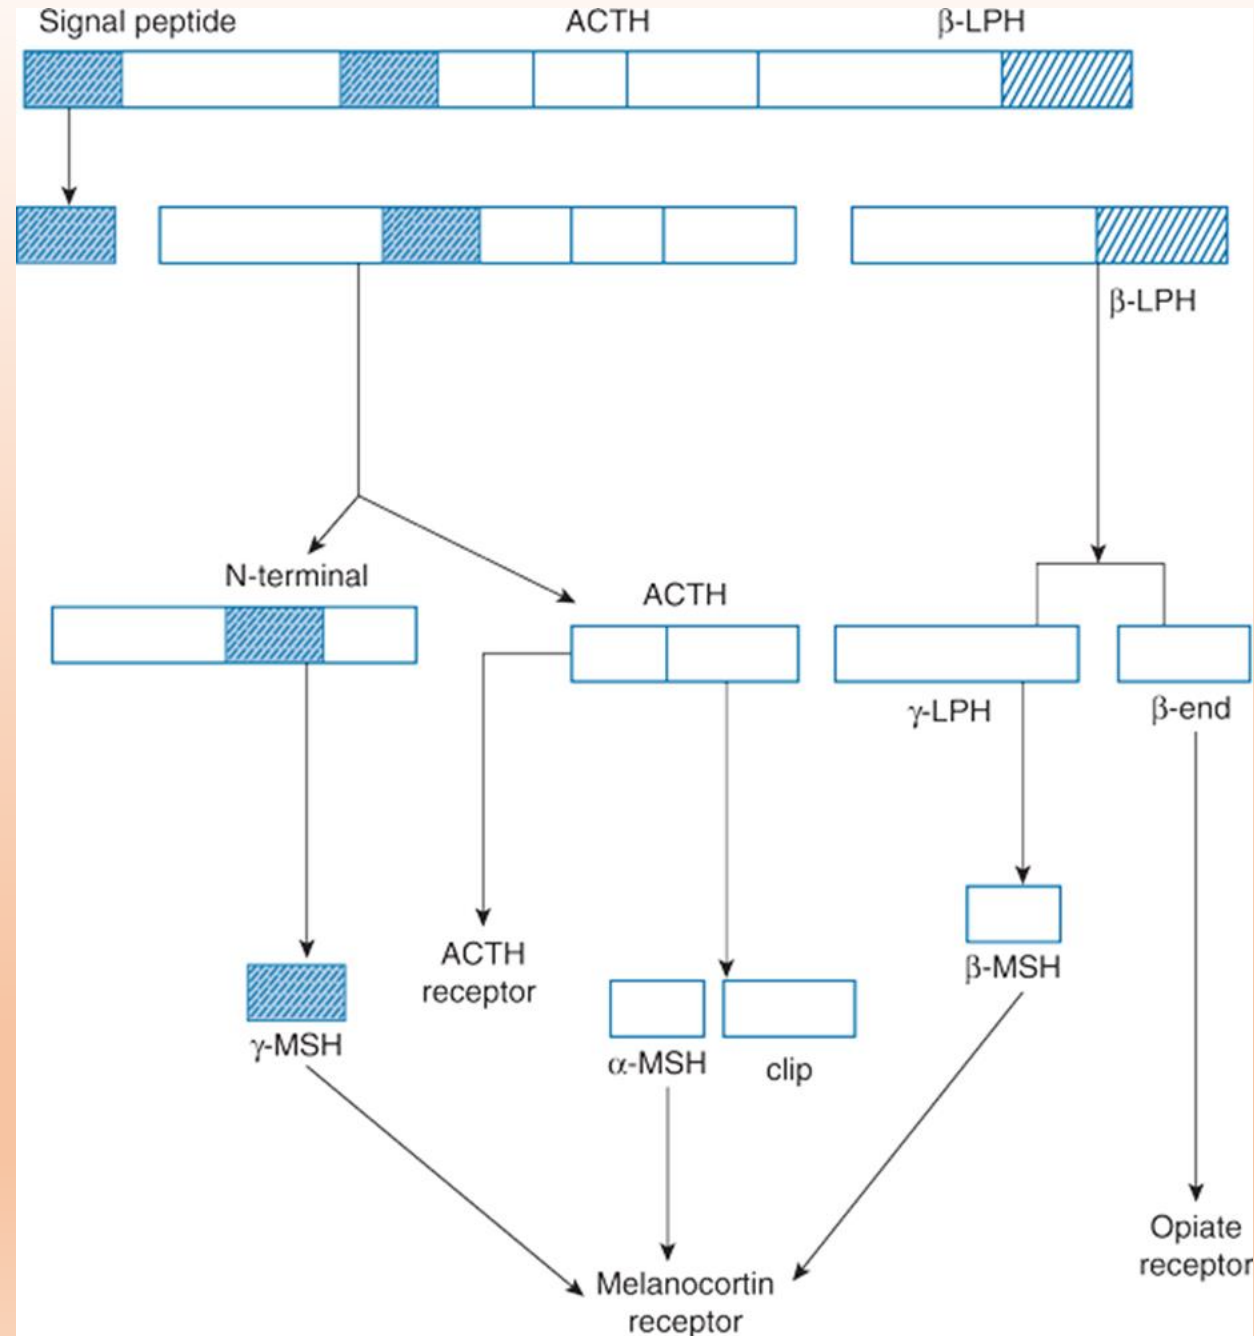 Signal peptide
ACTH
β-LPH
β-LPH
N-terminal
ACTH
γ-LPH
β-end
ACTH
receptor
β-MSH
γ-MSH
α-MSH
clip
Opiate
receptor
Melanocortin
receptor